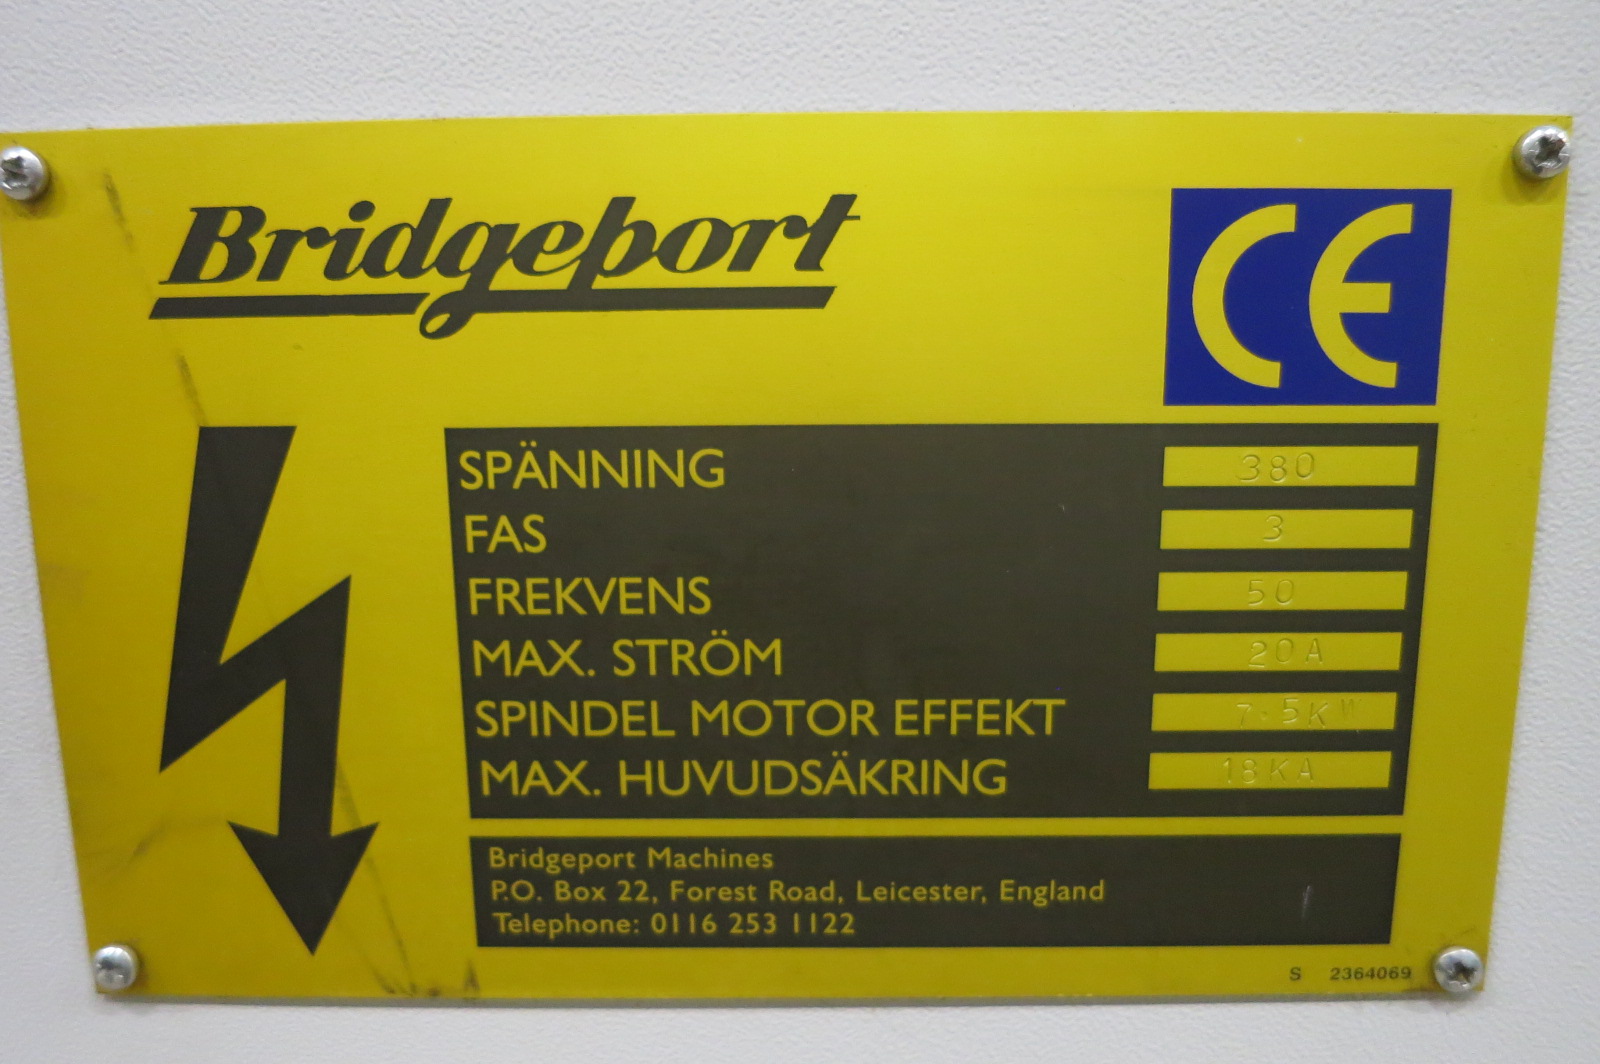 Bridgeport
CE
SPÄNNING 380
FAS 3
FREKVENS 50
MAX. STRÖM 20A
SPINDEL MOTOR EFFEKT 7.5KW
MAX. HUVUDSÄKRING 18KA
Bridgeport Machines
P.O. Box 22, Forest Road, Leicester, England
Telephone: 0116 253 1122
S 2364069